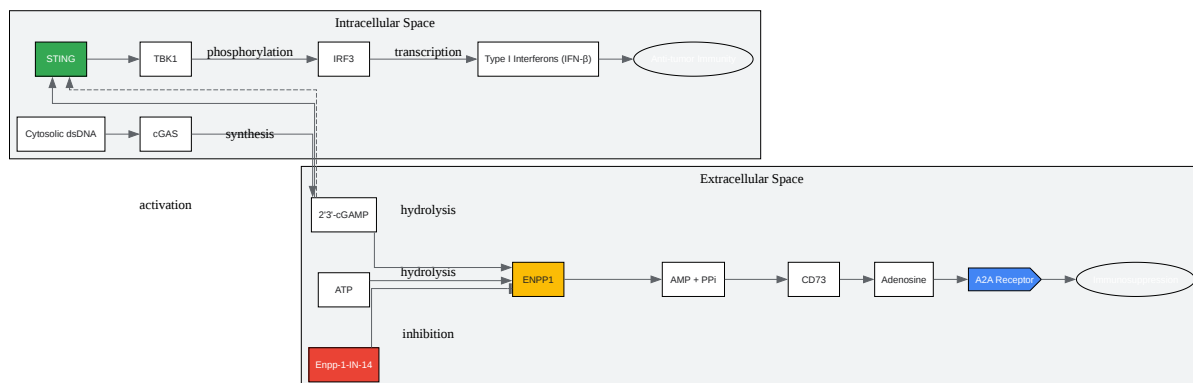 Intracellular Space
STING
TBK1
phosphorylation
IRF3
transcription
Type I Interferons (IFN-β)
Cytosolic dsDNA
cGAS
synthesis
Extracellular Space
activation
2'3'-cGAMP
hydrolysis
ATP
hydrolysis
ENPP1
AMP + PPi
CD73
Adenosine
A2A Receptor
inhibition
Enpp-1-IN-14